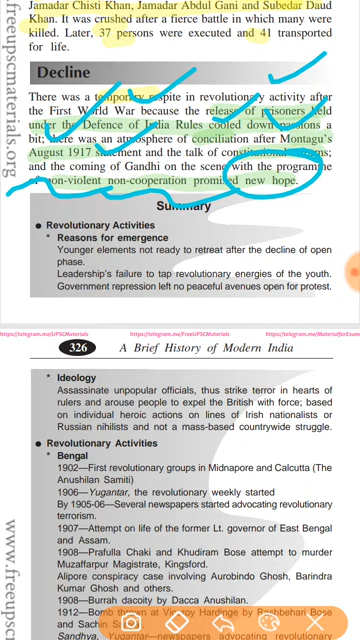 Jamadar Chisti Khan, Jamadar Abdul Gani and Subedar Daud
Khan. It was crushed after a fierce battle in which many were
killed. Later, 37 persons were executed and 41 transported
for life.
Decline
There was a temporary respite in revolutionary activity after
the First World War because the release of prisoners held
under the Defence of India Rules cooled down passions a
bit; there was an atmosphere of conciliation after Montagu's
August 1917 statement and the talk of constitutional reforms;
and the coming of Gandhi on the scene with the programme
of non-violent non-cooperation promised new hope.
Summary
● Revolutionary Activities
* Reasons for emergence
Younger elements not ready to retreat after the decline of open
phase.
Leadership's failure to tap revolutionary energies of the youth.
Government repression left no peaceful avenues open for protest.
https://telegram.me/UPSCMaterials
https://telegram.me/FreeUPSCMaterials
https://telegram.me/MaterialforExam
326 A Brief History of Modern India
* Ideology
Assassinate unpopular officials, thus strike terror in hearts of
rulers and arouse people to expel the British with force; based
on individual heroic actions on lines of Irish nationalists or
Russian nihilists and not a mass-based countrywide struggle.
● Revolutionary Activities
* Bengal
1902—First revolutionary groups in Midnapore and Calcutta (The
Anushilan Samiti)
1906—Yugantar, the revolutionary weekly started
By 1905-06—Several newspapers started advocating revolutionary
terrorism.
1907—Attempt on life of the former Lt. governor of East Bengal
and Assam.
1908—Prafulla Chaki and Khudiram Bose attempt to murder
Muzaffarpur Magistrate, Kingsford.
Alipore conspiracy case involving Aurobindo Ghosh, Barindra
Kumar Ghosh and others.
1908—Burrah dacoity by Dacca Anushilan.
1912—Bomb thrown at Viceroy Hardinge by Rashbehari Bose
and Sachin
Sandhya, Yugantar—newspapers advocating revolutionary
freeupscmaterials.org
www.freeupscmaterials